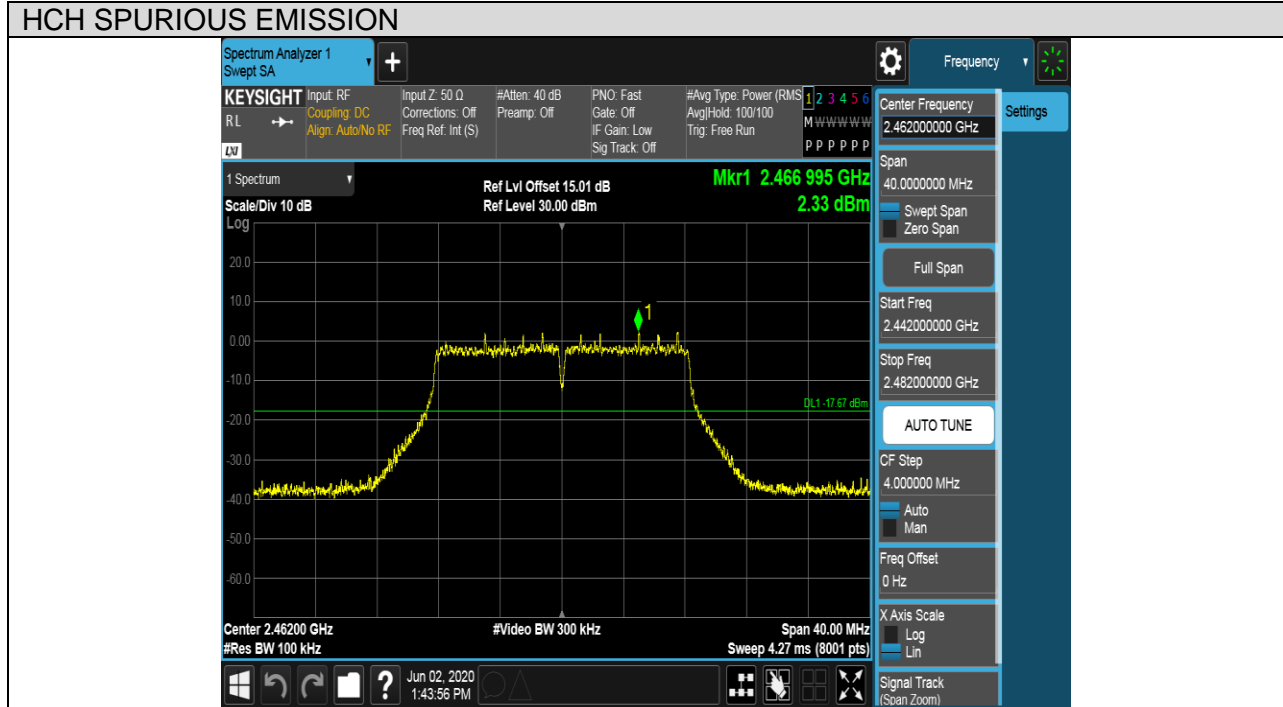 HCH SPURIOUS EMISSION
Spectrum Analyzer 1
Swept SA
+
Frequency
KEYSIGHT
RL
LXI
Input: RF
Coupling: DC
Align: Auto/No RF
Input Z: 50 Ω
Corrections: Off
Freq Ref: Int (S)
#Atten: 40 dB
Preamp: Off
PNO: Fast
Gate: Off
IF Gain: Low
Sig Track: Off
#Avg Type: Power (RMS
Avg|Hold: 100/100
Trig: Free Run
1 2 3 4 5 6
M W W W W W
P P P P P P
1 Spectrum
Scale/Div 10 dB
Ref Lvl Offset 15.01 dB
Ref Level 30.00 dBm
Mkr1 2.466 995 GHz
2.33 dBm
Log
20.0
10.0
0.00
-10.0
-20.0
-30.0
-40.0
-50.0
-60.0
1
DL1 -17.67 dBm
Center 2.46200 GHz
#Res BW 100 kHz
#Video BW 300 kHz
Span 40.00 MHz
Sweep 4.27 ms (8001 pts)
?
Jun 02, 2020
1:43:56 PM
Center Frequency
2.462000000 GHz
Settings
Span
40.0000000 MHz
Swept Span
Zero Span
Full Span
Start Freq
2.442000000 GHz
Stop Freq
2.482000000 GHz
AUTO TUNE
CF Step
4.000000 MHz
Auto
Man
Freq Offset
0 Hz
X Axis Scale
Log
Lin
Signal Track
(Span Zoom)